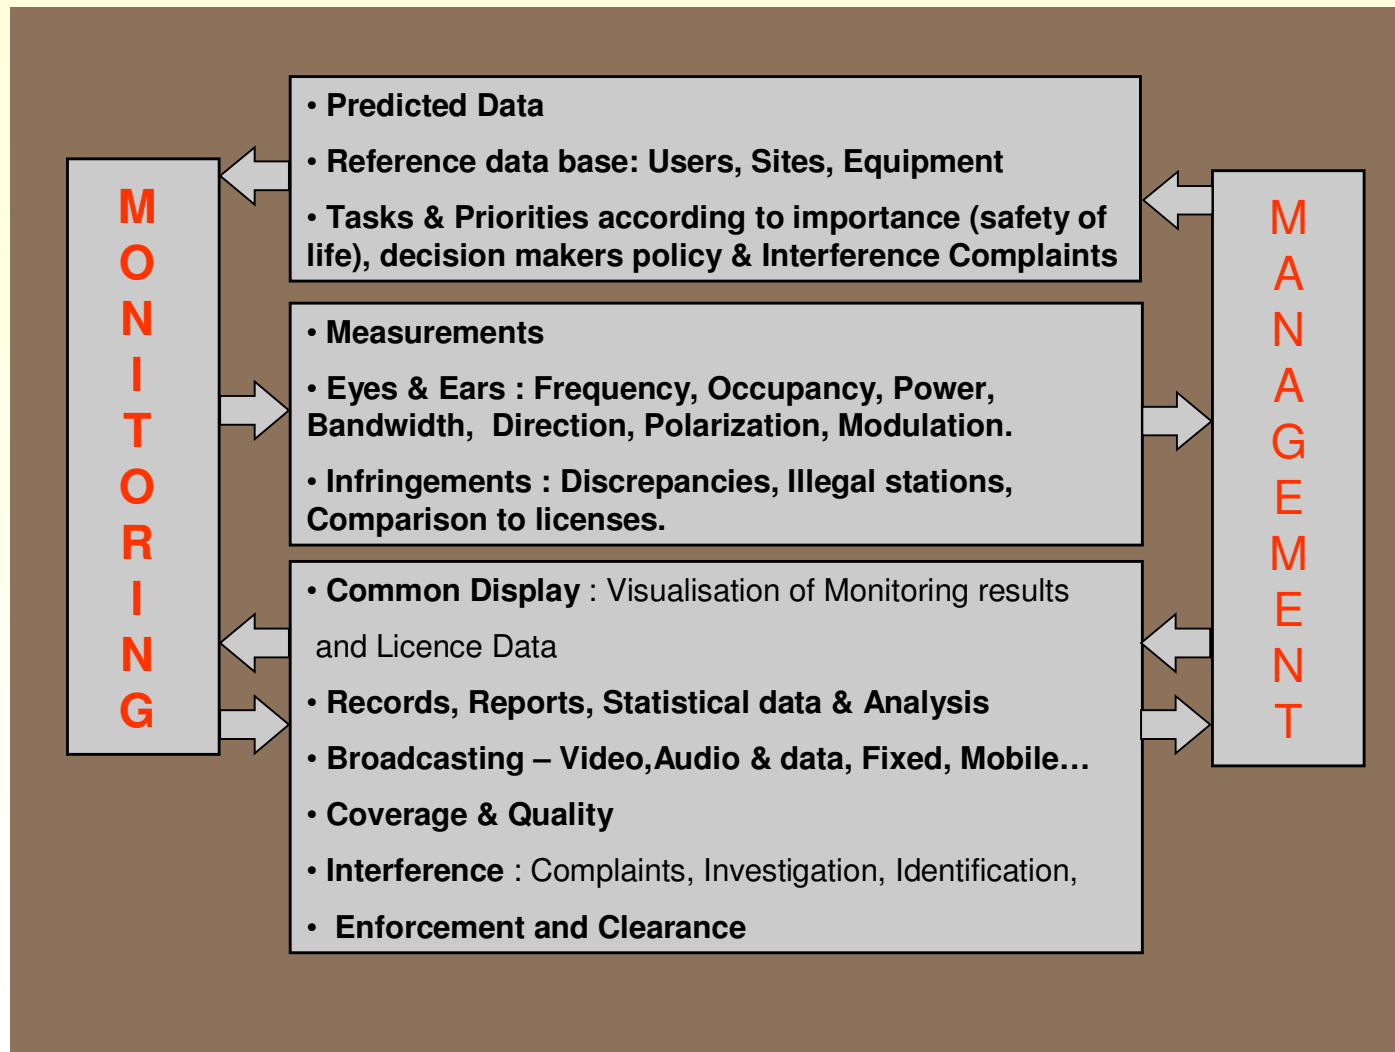 MONITORING
• Predicted Data
• Reference data base: Users, Sites, Equipment
• Tasks & Priorities according to importance (safety of
life), decision makers policy & Interference Complaints
• Measurements
• Eyes & Ears : Frequency, Occupancy, Power,
Bandwidth,  Direction, Polarization, Modulation.
• Infringements : Discrepancies, Illegal stations,
Comparison to licenses.
• Common Display : Visualisation of Monitoring results
and Licence Data
• Records, Reports, Statistical data & Analysis
• Broadcasting – Video,Audio & data, Fixed, Mobile…
• Coverage & Quality
• Interference : Complaints, Investigation, Identification,
•  Enforcement and Clearance
MANAGEMENT